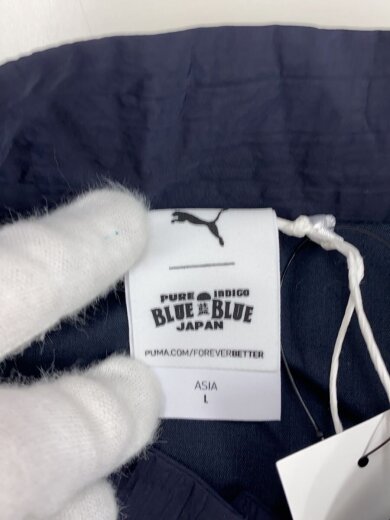 PURE INDIGO
BLUE BLUE
JAPAN
PUMA.COM/FOREVERBETTER
ASIA
L